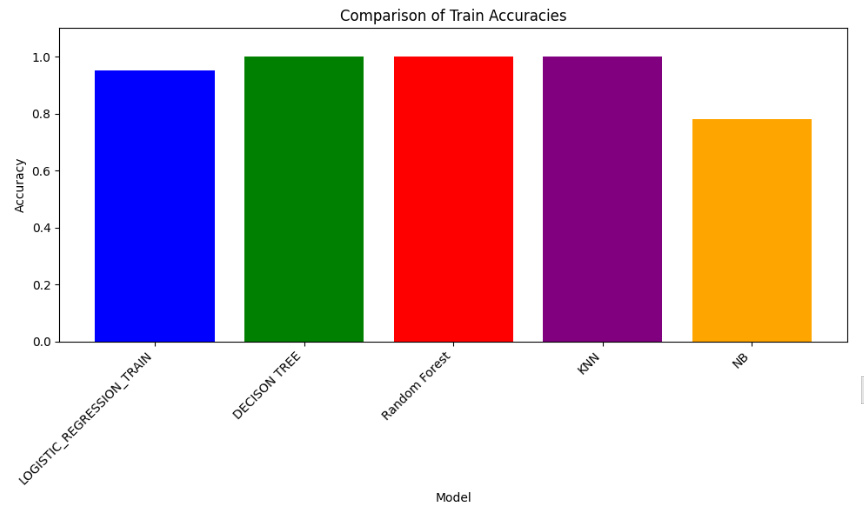 Comparison of Train Accuracies
Accuracy
1.0
0.8
0.6
0.4
0.2
0.0
LOGISTIC_REGRESSION_TRAIN
DECISON TREE
Random Forest
KNN
NB
Model